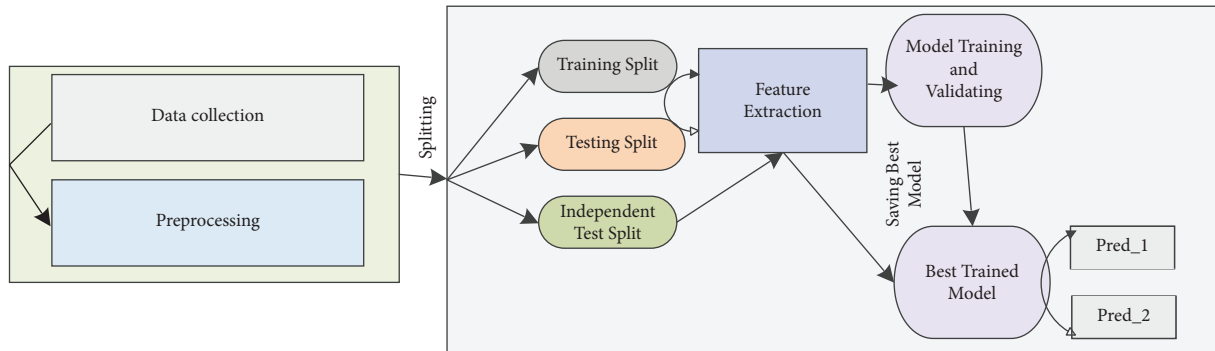 Data collection
Preprocessing
Splitting
Training Split
Testing Split
Independent
Test Split
Feature
Extraction
Model Training
and
Validating
Saving Best
Model
Best Trained
Model
Pred_1
Pred_2